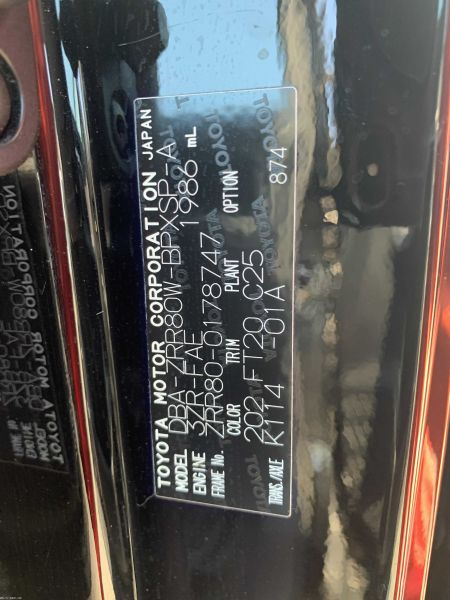 TOYOTA MOTOR CORPORATION JAPAN
MODEL DBA-ZRR80W-BPXSP-A
ENGINE 3ZR-FAE 1986 mL
FRAME No. ZRR80-0178747
COLOR TRIM PLANT OPTION
202 FT20 C25 874
TRANS./AXLE K114 -01A